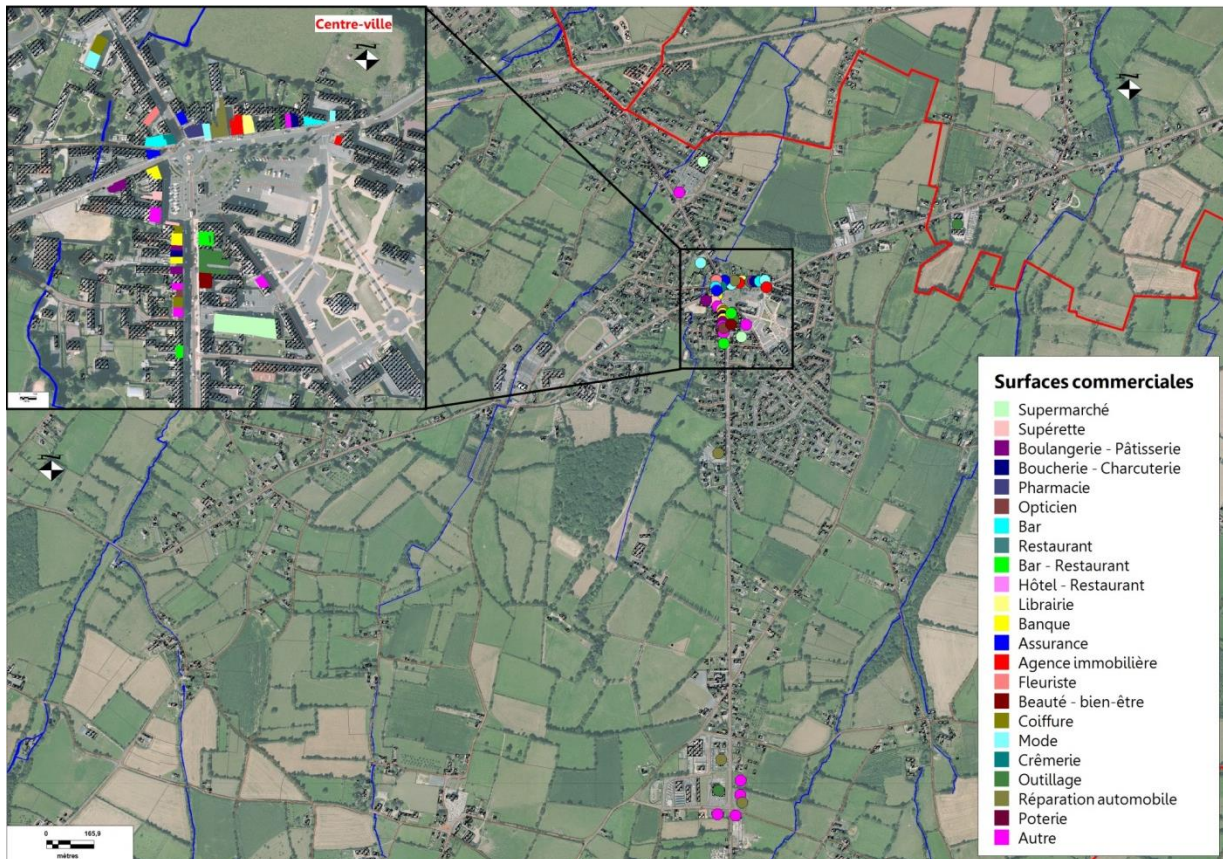 Centre-ville
Surfaces commerciales
Supermarché
Supérette
Boulangerie - Pâtisserie
Boucherie - Charcuterie
Pharmacie
Opticien
Bar
Restaurant
Bar - Restaurant
Hôtel - Restaurant
Librairie
Banque
Assurance
Agence immobilière
Fleuriste
Beauté - bien-être
Coiffure
Mode
Crêmerie
Outillage
Réparation automobile
Poterie
Autre
0 165,9
mètres